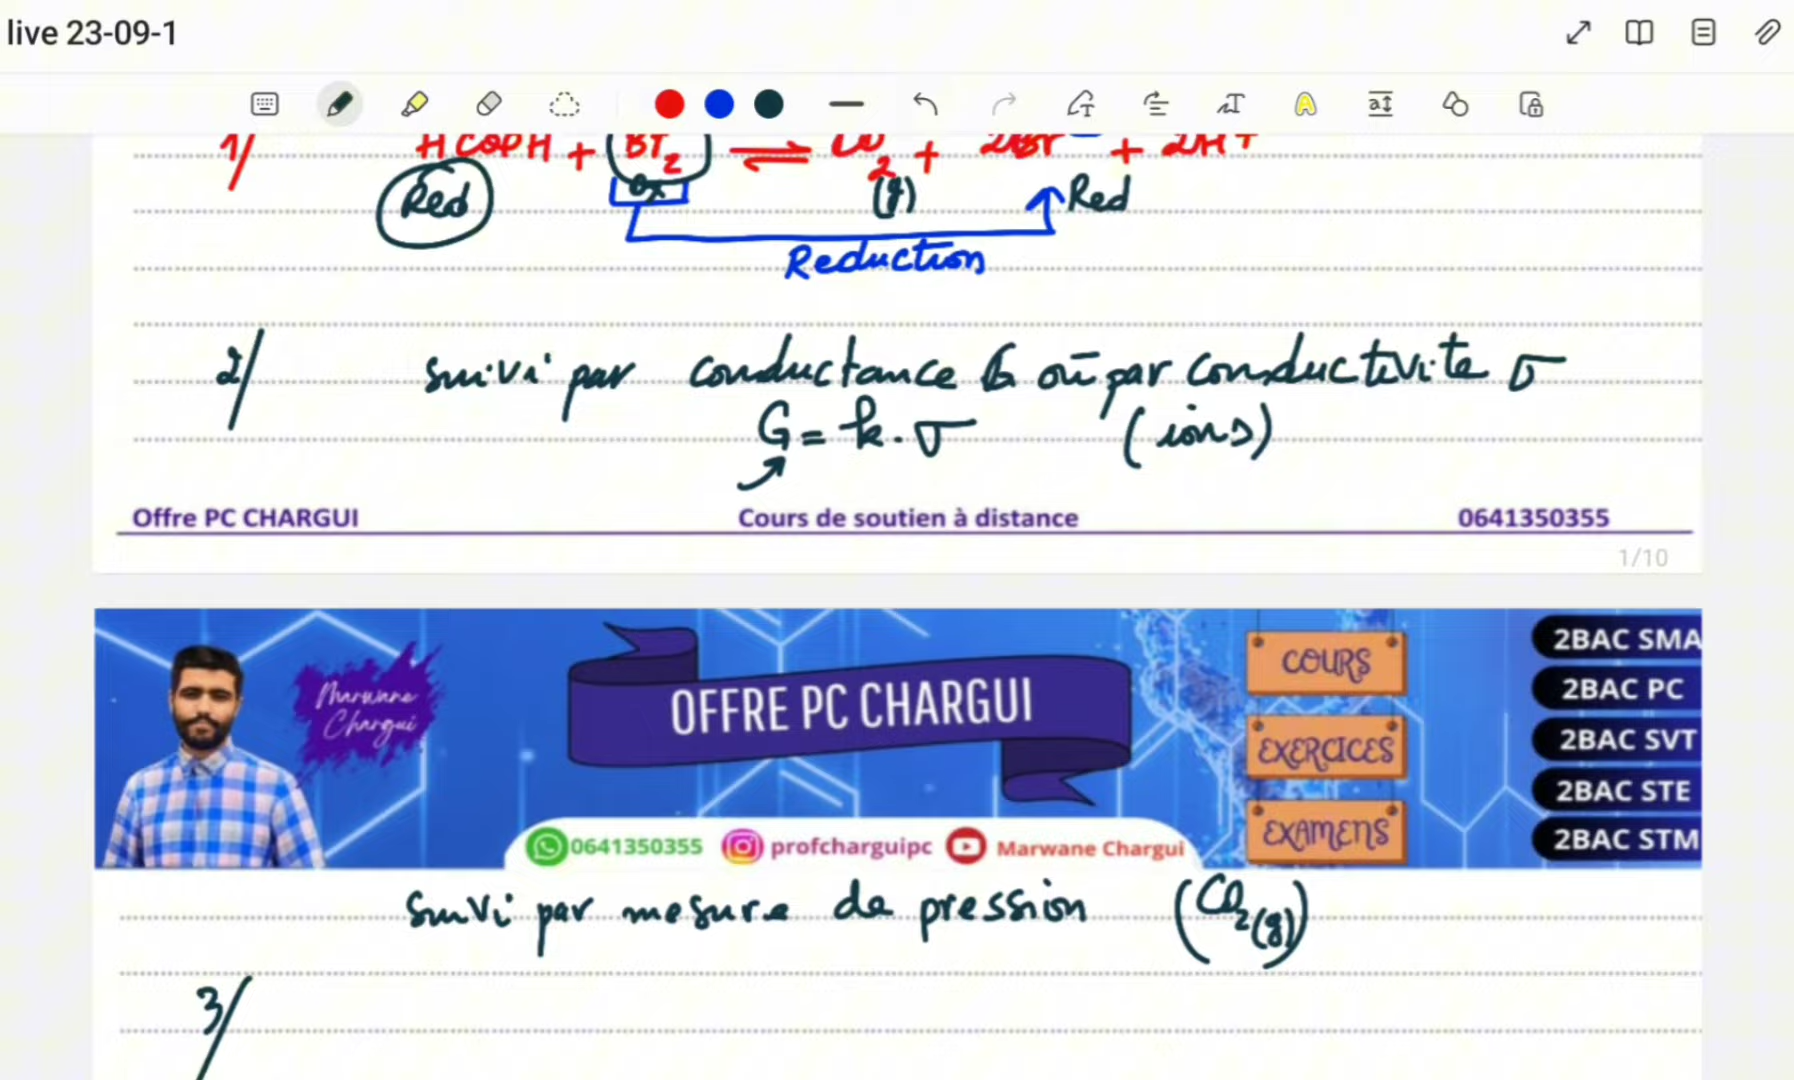 live 23-09-1
1/ HCOOH + Br2 ⇌ CO2 + 2Br⁻ + 2H+
Red Ox (g) Red
Reduction
2/ suivi par conductance G où par conductivite σ
G = k . σ (ions)
Offre PC CHARGUI Cours de soutien à distance 0641350355
1/10
Marwane Chargui
OFFRE PC CHARGUI
COURS
EXERCICES
EXAMENS
2BAC SMA
2BAC PC
2BAC SVT
2BAC STE
2BAC STM
0641350355 profcharguipc Marwane Chargui
Suivi par mesure de pression (CO2(g))
3/